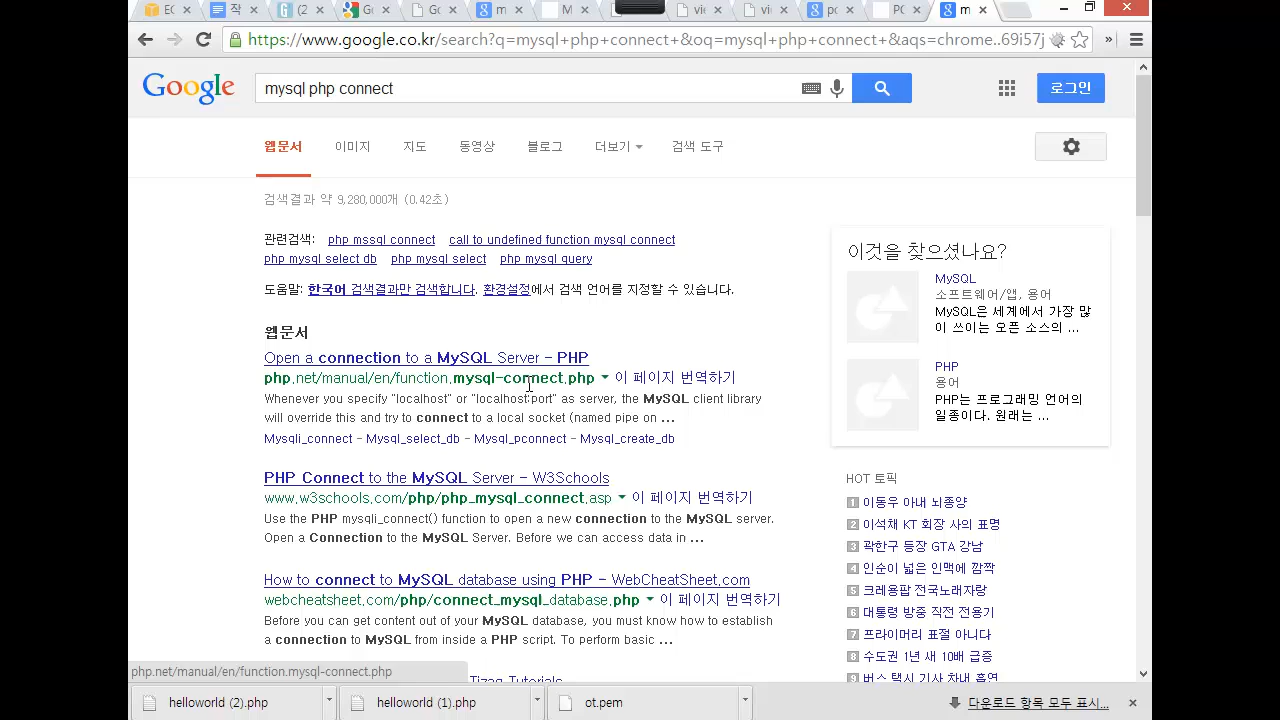 EC
작
(2
G
G
m
M
vi
vi
p
PC
m
https://www.google.co.kr/search?q=mysql+php+connect+&oq=mysql+php+connect+&aqs=chrome..69i57j
Google
mysql php connect
로그인
웹문서 이미지 지도 동영상 블로그 더보기 검색 도구
검색결과 약 9,280,000개 (0.42초)
관련검색: php mssql connect call to undefined function mysql connect
php mysql select db php mysql select php mysql query
도움말: 한국어 검색결과만 검색합니다. 환경설정에서 검색 언어를 지정할 수 있습니다.
웹문서
Open a connection to a MySQL Server - PHP
php.net/manual/en/function.mysql-connect.php 이 페이지 번역하기
Whenever you specify "localhost" or "localhost:port" as server, the MySQL client library
will override this and try to connect to a local socket (named pipe on ...
Mysqli_connect - Mysql_select_db - Mysql_pconnect - Mysql_create_db
PHP Connect to the MySQL Server - W3Schools
www.w3schools.com/php/php_mysql_connect.asp 이 페이지 번역하기
Use the PHP mysqli_connect() function to open a new connection to the MySQL server.
Open a Connection to the MySQL Server. Before we can access data in ...
How to connect to MySQL database using PHP - WebCheatSheet.com
webcheatsheet.com/php/connect_mysql_database.php 이 페이지 번역하기
Before you can get content out of your MySQL database, you must know how to establish
a connection to MySQL from inside a PHP script. To perform basic ...
Tizag Tutorials
이것을 찾으셨나요?
MySQL
소프트웨어/앱, 용어
MySQL은 세계에서 가장 많
이 쓰이는 오픈 소스의 ...
PHP
용어
PHP는 프로그래밍 언어의
일종이다. 원래는 ...
HOT 토픽
1 이동우 아내 뇌종양
2 이석채 KT 회장 사의 표명
3 곽한구 등장 GTA 강남
4 인순이 넓은 인맥에 깜짝
5 크레용팝 전국노래자랑
6 대통령 방종 직전 전용기
7 프라이머리 표절 아니다
8 수도권 1년 새 10배 급증
9 버스 택시 기사 차내 흡연
php.net/manual/en/function.mysql-connect.php
helloworld (2).php
helloworld (1).php
ot.pem
다운로드 항목 모두 표시...